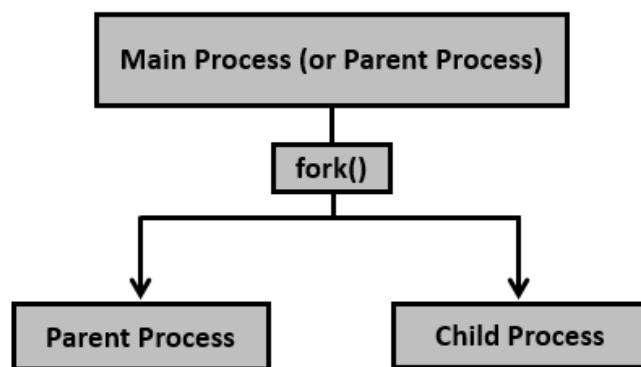 Main Process (or Parent Process)
fork()
Parent Process
Child Process